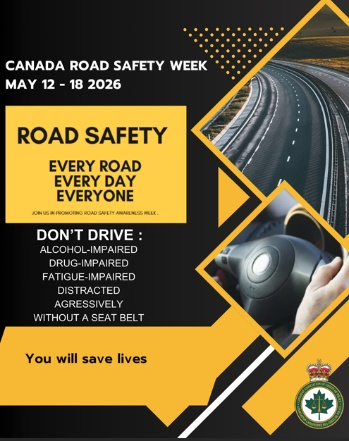 CANADA ROAD SAFETY WEEK
MAY 12 - 18 2026
ROAD SAFETY
EVERY ROAD
EVERY DAY
EVERYONE
JOIN US IN PROMOTING ROAD SAFETY AWARENESS WEEK..
DON'T DRIVE :
ALCOHOL-IMPAIRED
DRUG-IMPAIRED
FATIGUE-IMPAIRED
DISTRACTED
AGRESSIVELY
WITHOUT A SEAT BELT
You will save lives